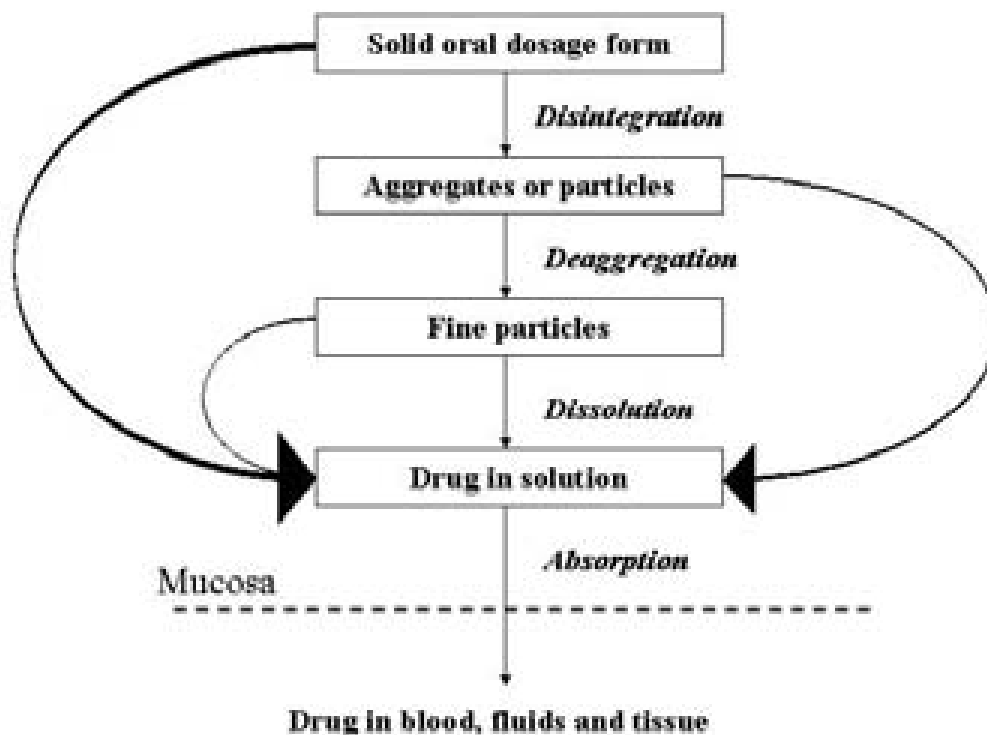 Solid oral dosage form
Disintegration
Aggregates or particles
Deaggregation
Fine particles
Dissolution
Drug in solution
Absorption
Mucosa
Drug in blood, fluids and tissue